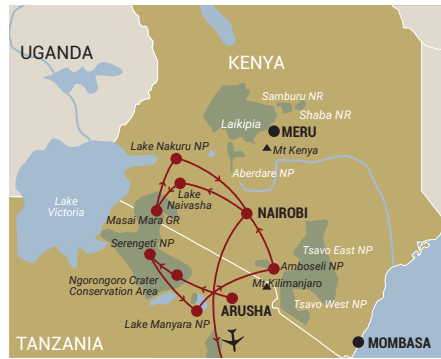 UGANDA
KENYA
Samburu NR
Shaba NR
Laikipia
MERU
Lake Nakuru NP
Mt Kenya
Aberdare NP
Lake
Naivasha
Lake
Victoria
Masai Mara GR
NAIROBI
Serengeti NP
Tsavo East NP
Amboseli NP
Ngorongoro Crater
Conservation Area
Mt Kilimanjaro
Tsavo West NP
ARUSHA
Lake Manyara NP
TANZANIA
MOMBASA